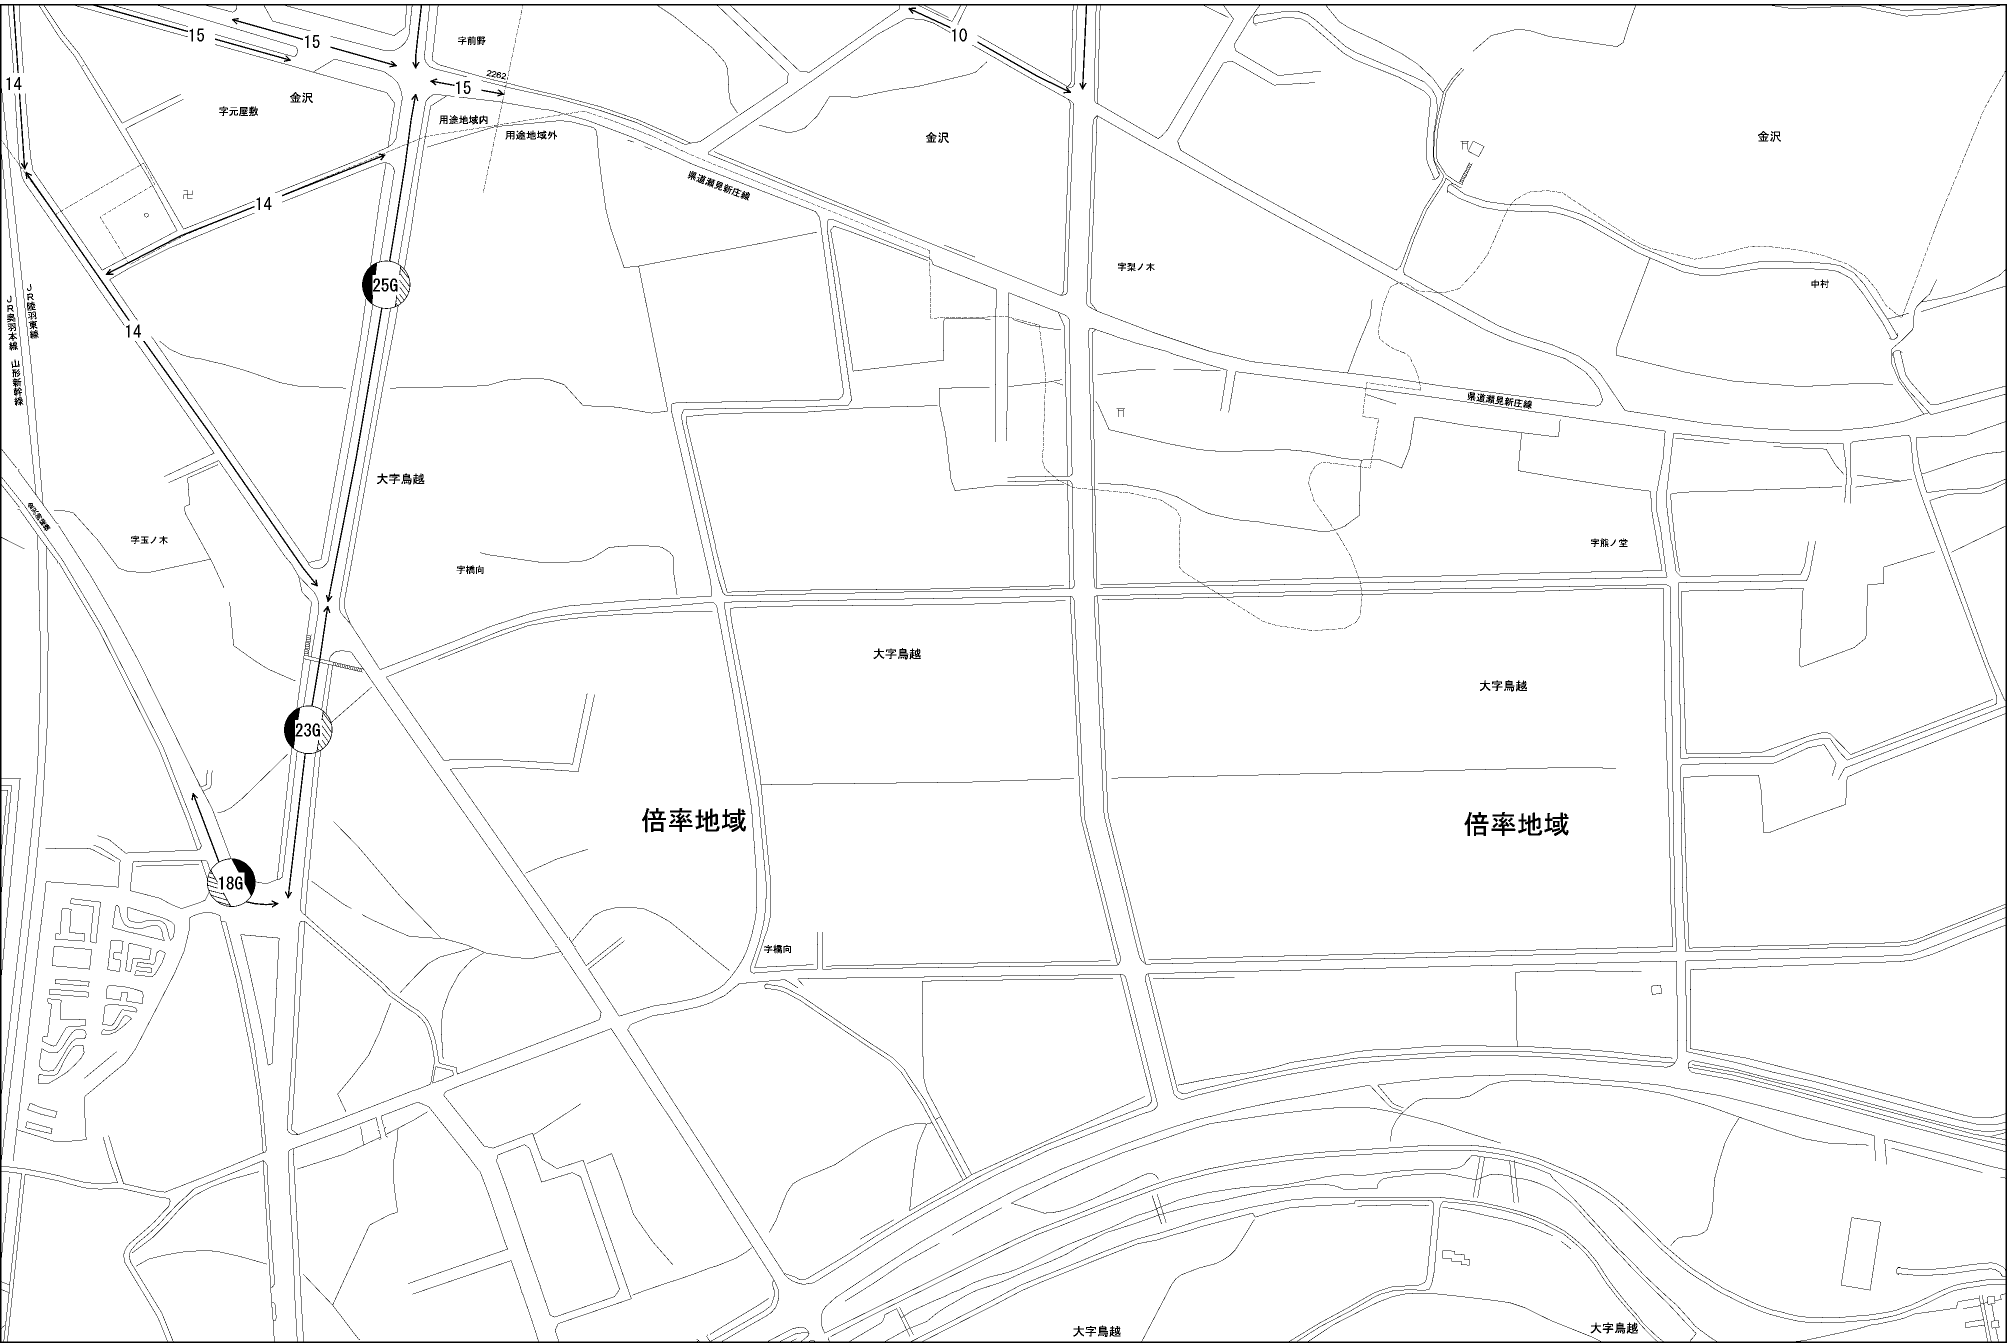 15
15
10
字前野
2262
14
15
金沢
字元屋敷
用途地域内
用途地域外
金沢
金沢
県道瀬見新庄線
14
字梨ノ木
25G
中村
JR陸羽東線
JR奥羽本線 山形新幹線
14
県道瀬見新庄線
大字鳥越
字玉ノ木
字熊ノ堂
字橋向
大字鳥越
大字鳥越
23G
倍率地域
倍率地域
18G
字橋向
大字鳥越
大字鳥越